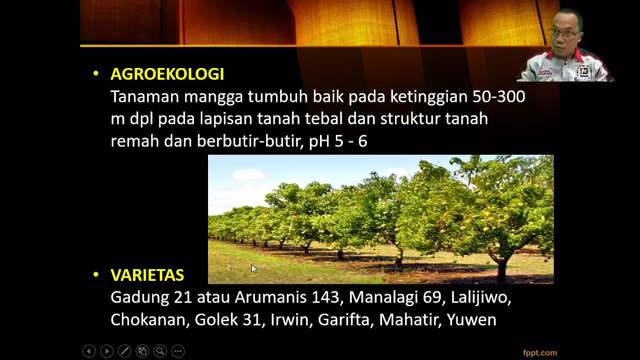 AGROEKOLOGI
Tanaman mangga tumbuh baik pada ketinggian 50-300
m dpl pada lapisan tanah tebal dan struktur tanah
remah dan berbutir-butir, pH 5 - 6
VARIETAS
Gadung 21 atau Arumanis 143, Manalagi 69, Lalijiwo,
Chokanan, Golek 31, Irwin, Garifta, Mahatir, Yuwen
fppt.com